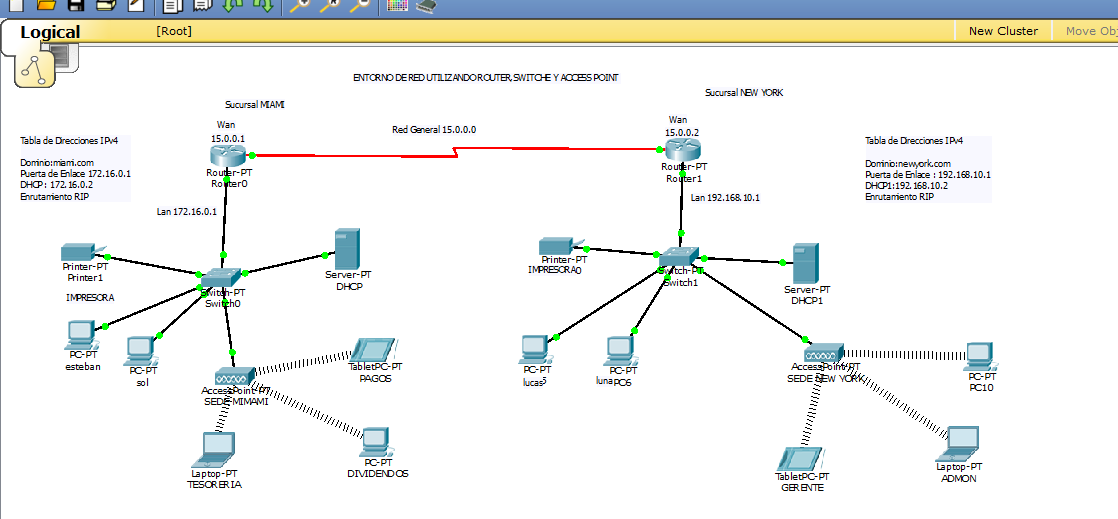 Logical
[Root]
New Cluster
Move Obj
ENTORNO DE RED UTILIZANDO ROUTER,SWITCHE Y ACCESS POINT
Sucursal MIAMI
Sucursal NEW YORK
Wan
15.0.0.1
Red General 15.0.0.0
Wan
15.0.0.2
Tabla de Direcciones IPv4
Dominio:miami.com
Puerta de Enlace 172.16.0.1
DHCP : 172.16.0.2
Enrutamiento RIP
Tabla de Direcciones IPv4
Dominio:newyork.com
Puerta de Enlace : 192.168.10.1
DHCP1:192.168.10.2
Enrutamiento RIP
Router-PT
Router0
Router-PT
Router1
Lan 172.16.0.1
Lan 192.168.10.1
Printer-PT
Printer1
IMPRESORA
Switch-PT
Switch0
Server-PT
DHCP
Printer-PT
IMPRESORA0
Switch-PT
Switch1
Server-PT
DHCP1
PC-PT
esteban
PC-PT
sol
TabletPC-PT
PAGOS
AccessPoint-PT
SEDE-MIMAMI
PC-PT
lucas5
PC-PT
lunaPC6
AccessPoint-PT
SEDE NEW YORK
PC-PT
PC10
Laptop-PT
TESORERIA
PC-PT
DIVIDENDOS
TabletPC-PT
GERENTE
Laptop-PT
ADMON